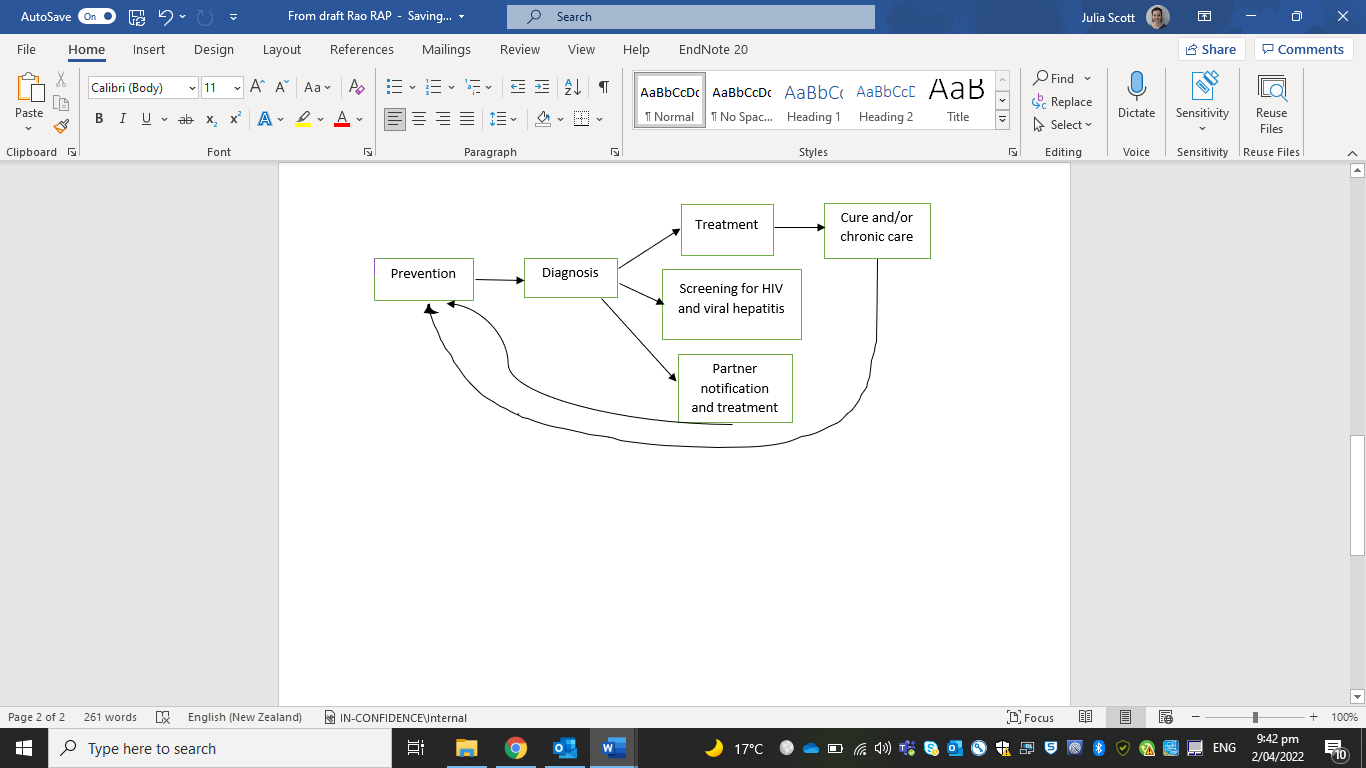 AutoSave On From draft Rao RAP - Saving... Search Julia Scott
File Home Insert Design Layout References Mailings Review View Help EndNote 20 Share Comments
Calibri (Body) 11 Aa A A
Paste
B I U ab x₂ x² A A
Find
Replace
Select
Dictate
Sensitivity
Reuse
Files
AaBbCcDc AaBbCcDc AaBbCc AaBbCcD AaB
¶ Normal ¶ No Spac... Heading 1 Heading 2 Title
Clipboard Font Paragraph Styles Editing Voice Sensitivity Reuse Files
Prevention
Diagnosis
Treatment
Cure and/or
chronic care
Screening for HIV
and viral hepatitis
Partner
notification
and treatment
Page 2 of 2 261 words English (New Zealand) IN-CONFIDENCE\Internal Focus 100%
Type here to search 17°C ENG 9:42 pm
2/04/2022
10